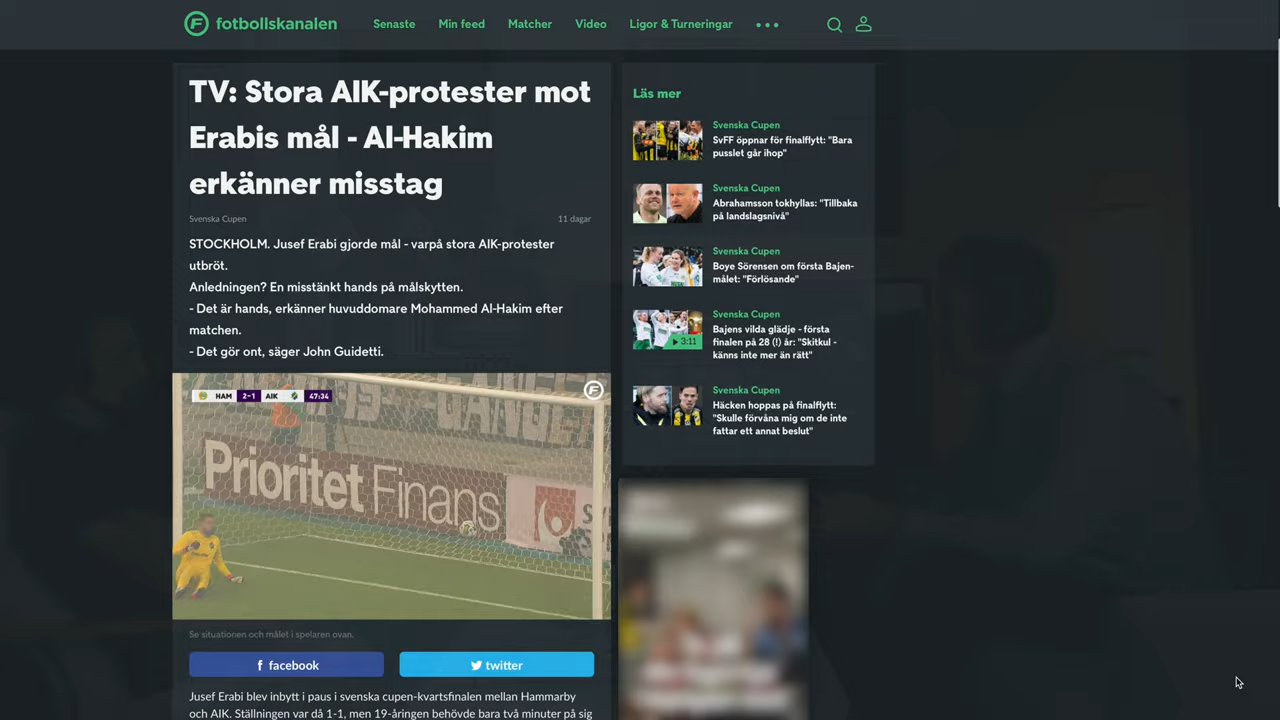 fotbollskanalen
Senaste
Min feed
Matcher
Video
Ligor & Turneringar
TV: Stora AIK-protester mot
Erabis mål - Al-Hakim
erkänner misstag
Svenska Cupen
11 dagar
STOCKHOLM. Jusef Erabi gjorde mål - varpå stora AIK-protester
utbröt.
Anledningen? En misstänkt hands på målskytten.
- Det är hands, erkänner huvuddomare Mohammed Al-Hakim efter
matchen.
- Det gör ont, säger John Guidetti.
HAM 2-1 AIK 47:34
Prioritet Finans
Se situationen och målet i spelaren ovan.
facebook
twitter
Jusef Erabi blev inbytt i paus i svenska cupen-kvartsfinalen mellan Hammarby
och AIK. Ställningen var då 1-1, men 19-åringen behövde bara två minuter på sig
Läs mer
Svenska Cupen
SvFF öppnar för finalflytt: "Bara
pusslet går ihop"
Svenska Cupen
Abrahamsson tokhyllas: "Tillbaka
på landslagsnivå"
Svenska Cupen
Boye Sörensen om första Bajen-
målet: "Förlösande"
3:11
Svenska Cupen
Bajens vilda glädje - första
finalen på 28 (!) år: "Skitkul -
känns inte mer än rätt"
Svenska Cupen
Häcken hoppas på finalflytt:
"Skulle förvåna mig om de inte
fattar ett annat beslut"